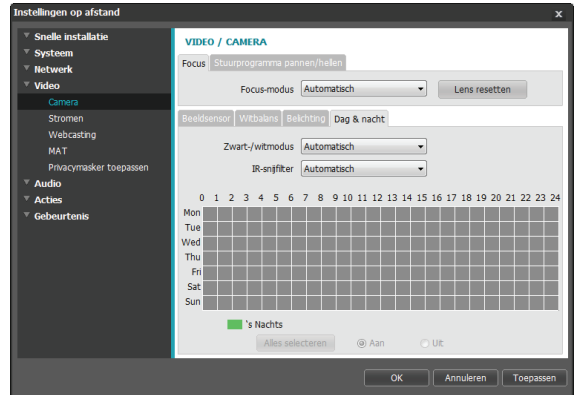 Instellingen op afstand x
Snelle installatie
Systeem
Netwerk
Video
Camera
Stromen
Webcasting
MAT
Privacymasker toepassen
Audio
Acties
Gebeurtenis
VIDEO / CAMERA
Focus Stuurprogramma pannen/hellen
Focus-modus Automatisch Lens resetten
Beeldsensor Witbalans Belichting Dag & nacht
Zwart-/witmodus Automatisch
IR-snijfilter Automatisch
0 1 2 3 4 5 6 7 8 9 10 11 12 13 14 15 16 17 18 19 20 21 22 23 24
Mon
Tue
Wed
Thu
Fri
Sat
Sun
's Nachts
Alles selecteren Aan Uit
OK Annuleren Toepassen